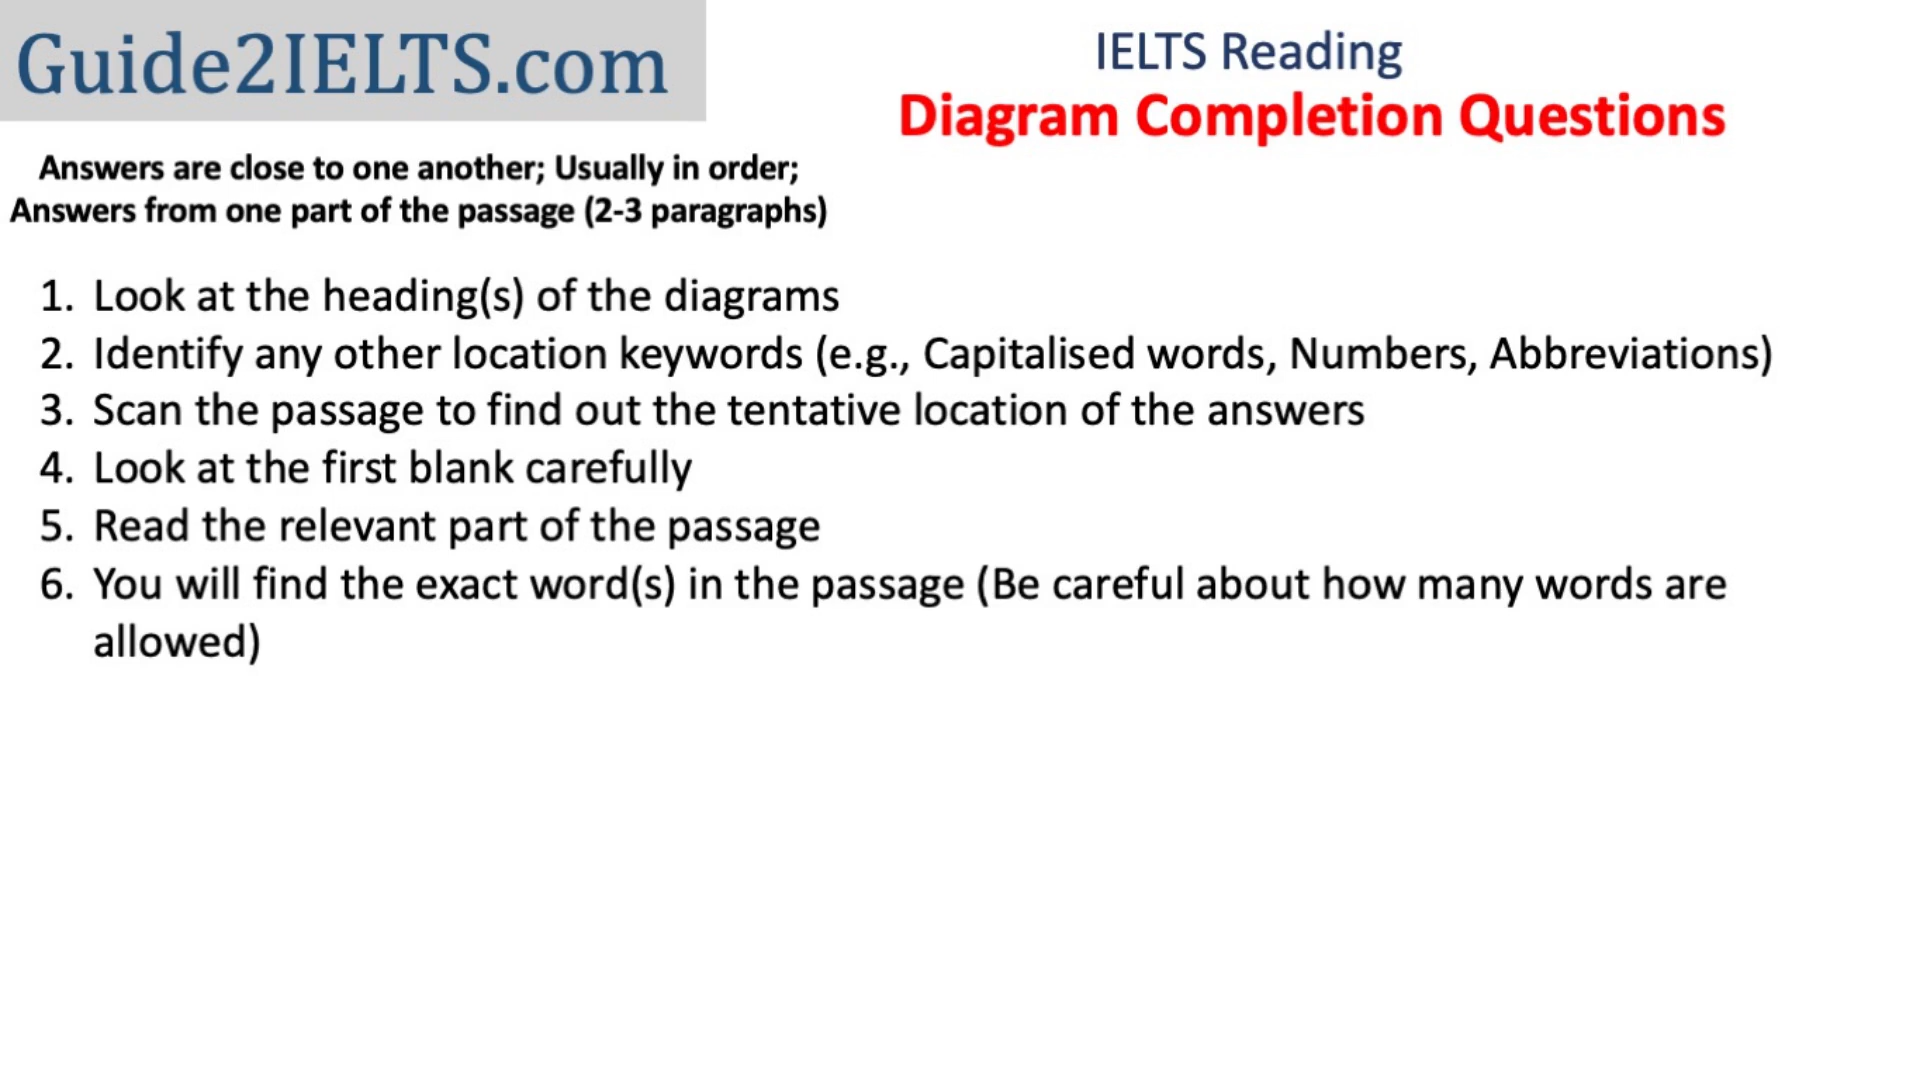 Guide2IELTS.com
IELTS Reading
Diagram Completion Questions
Answers are close to one another; Usually in order;
Answers from one part of the passage (2-3 paragraphs)
1. Look at the heading(s) of the diagrams
2. Identify any other location keywords (e.g., Capitalised words, Numbers, Abbreviations)
3. Scan the passage to find out the tentative location of the answers
4. Look at the first blank carefully
5. Read the relevant part of the passage
6. You will find the exact word(s) in the passage (Be careful about how many words are
allowed)